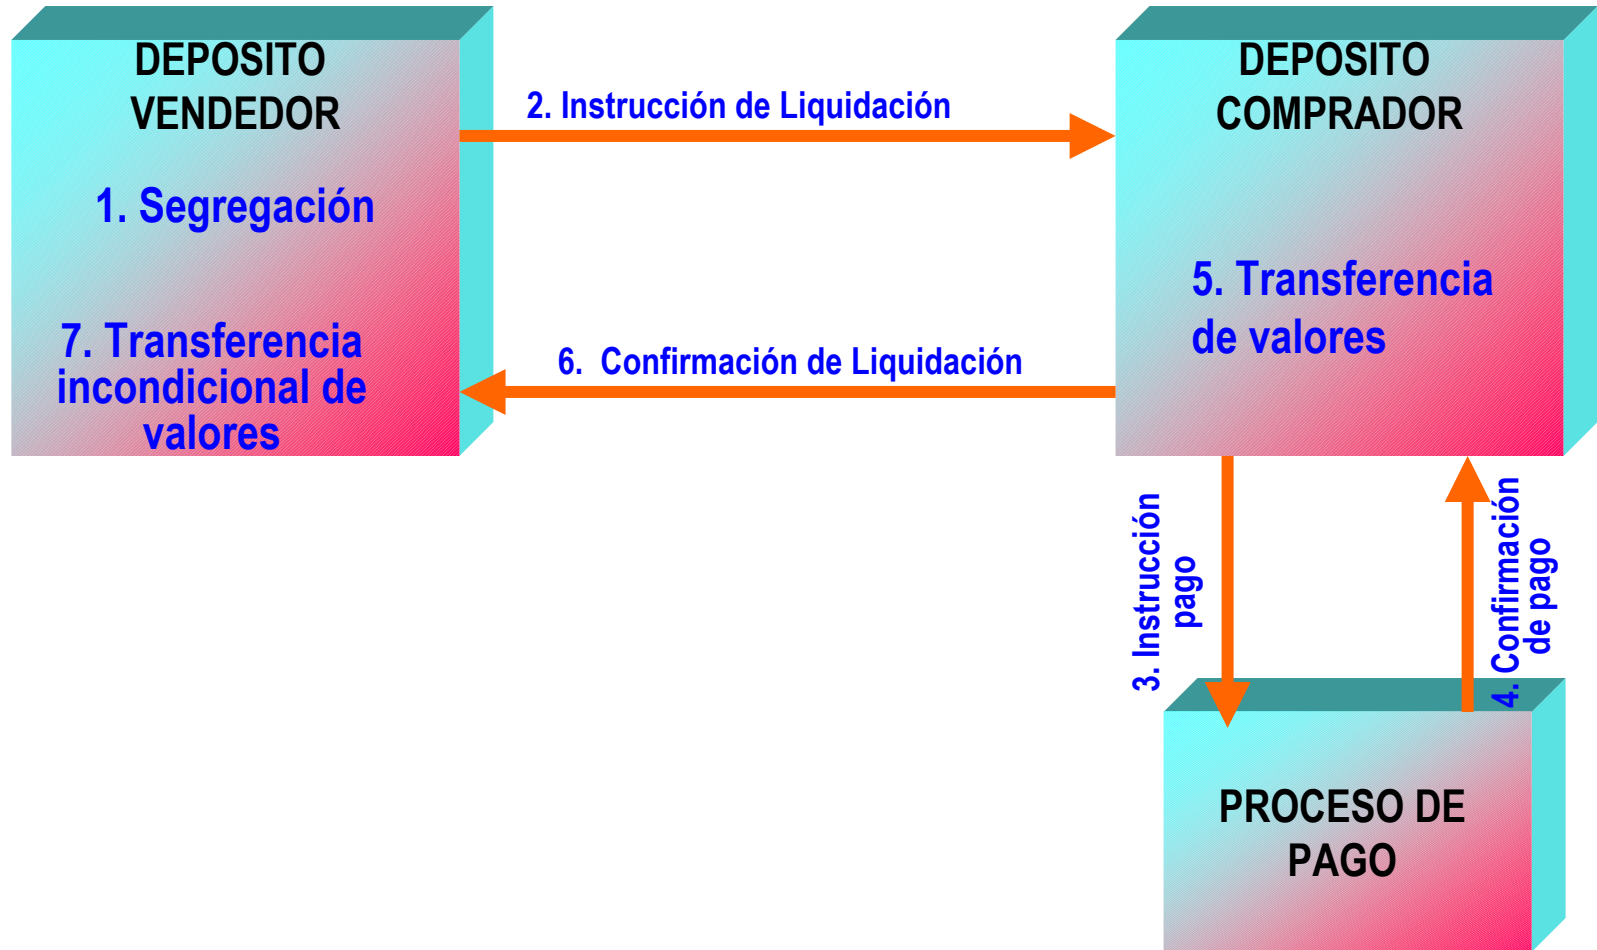 DEPOSITO
VENDEDOR
1. Segregación
7. Transferencia
incondicional de
valores
2. Instrucción de Liquidación
6. Confirmación de Liquidación
DEPOSITO
COMPRADOR
5. Transferencia
de valores
3. Instrucción
pago
4. Confirmación
de pago
PROCESO DE
PAGO